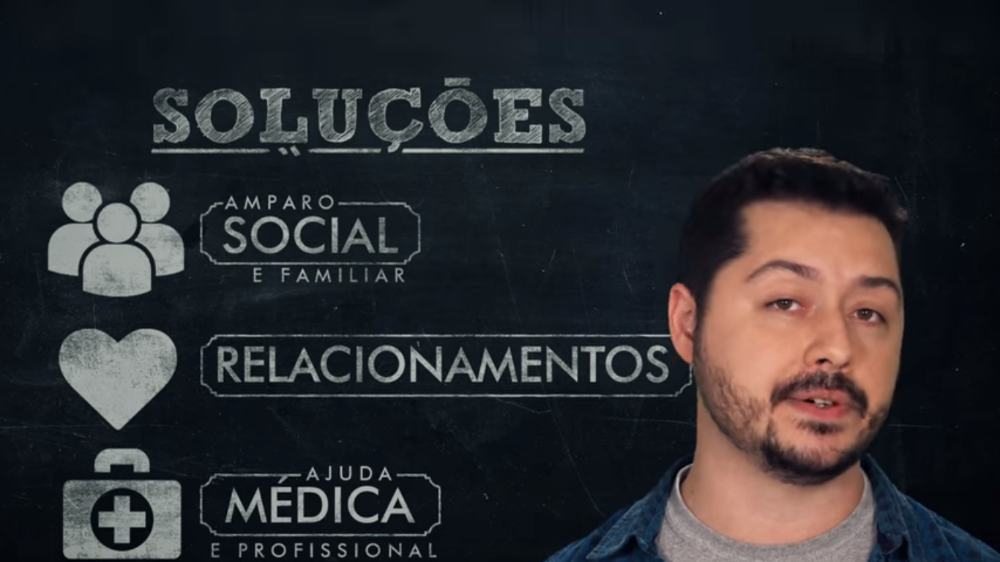 SOLUÇÕES
AMPARO
SOCIAL
E FAMILIAR
RELACIONAMENTOS
AJUDA
MÉDICA
E PROFISSIONAL